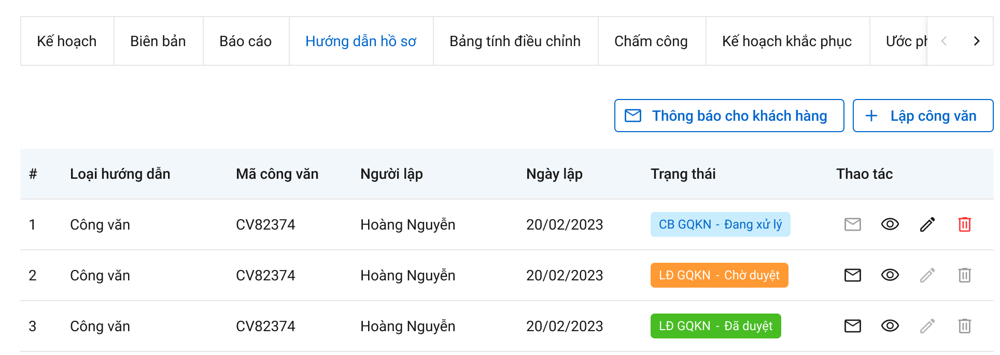 Kế hoạch Biên bản Báo cáo Hướng dẫn hồ sơ Bảng tính điều chỉnh Chấm công Kế hoạch khắc phục Ước
Thông báo cho khách hàng Lập công văn
# Loại hướng dẫn Mã công văn Người lập Ngày lập Trạng thái Thao tác
1 Công văn CV82374 Hoàng Nguyễn 20/02/2023 CB GQKN - Đang xử lý
2 Công văn CV82374 Hoàng Nguyễn 20/02/2023 LĐ GQKN - Chờ duyệt
3 Công văn CV82374 Hoàng Nguyễn 20/02/2023 LĐ GQKN - Đã duyệt